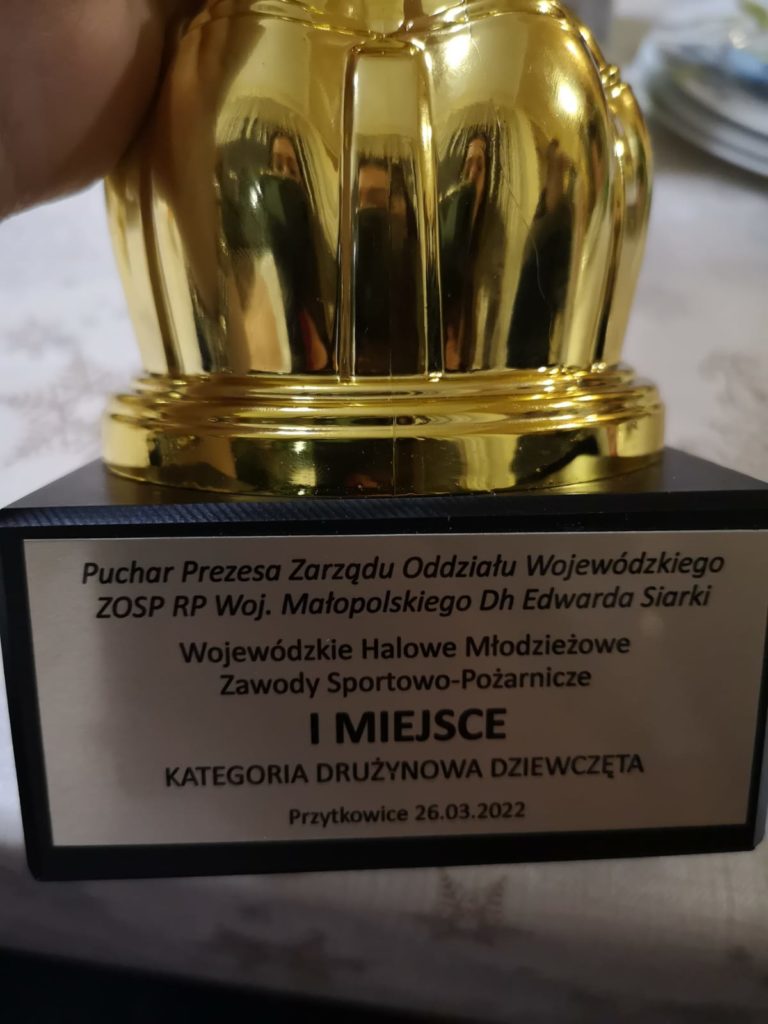 Puchar Prezesa Zarządu Oddziału Wojewódzkiego
ZOSP RP Woj. Małopolskiego Dh Edwarda Siarki
Wojewódzkie Halowe Młodzieżowe
Zawody Sportowo-Pożarnicze
I MIEJSCE
KATEGORIA DRUŻYNOWA DZIEWCZĘTA
Przytkowice 26.03.2022